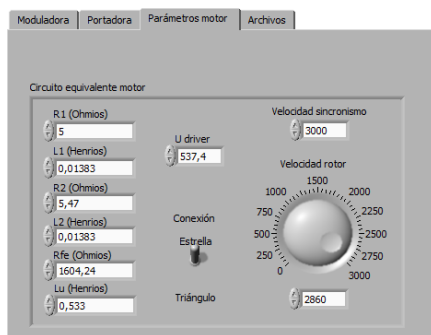 Moduladora Portadora Parámetros motor Archivos
Circuito equivalente motor
R1 (Ohmios)
5
L1 (Henrios)
0,01383
R2 (Ohmios)
5,47
L2 (Henrios)
0,01383
Rfe (Ohmios)
1604,24
Lu (Henrios)
0,533
U driver
537,4
Conexión
Estrella
Triángulo
Velocidad sincronismo
3000
Velocidad rotor
0 250 500 750 1000 1500 2000 2250 2500 2750 3000
2860